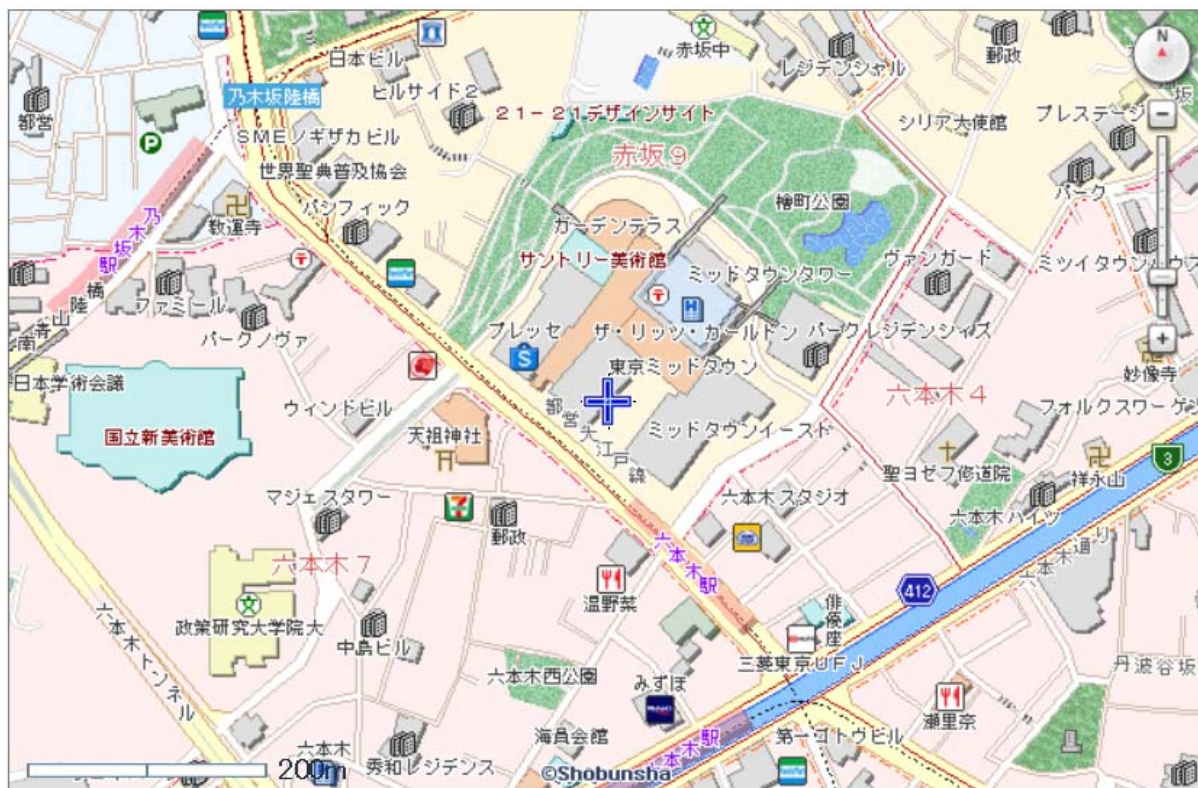 赤坂中
郵政
N
日本ビル
レジデンシャル
坂
都営
乃木坂陸橋
ヒルサイド2
21-21デザインサイト
シリア大使館
プレステージ
P
SMEノギザカビル
世界聖典普及協会
赤坂9
パーク
乃木坂駅
教運寺
パシフィック
ガーデンテラス
檜町公園
サントリー美術館
ミッドタウンタワー
ヴァンガード
ミツイタウンハウス
陸橋
ファミール
H
南青山
パークノヴァ
プレッセ
ザ・リッツ・カールトン
パークレジデンシィズ
日本学術会議
S
東京ミッドタウン
妙像寺
六本木4
ウィンドビル
都営大江戸線
フォルクスワーゲン
国立新美術館
天祖神社
ミッドタウンイースト
聖ヨゼフ修道院
3
祥永山
マジェスタワー
六本木スタジオ
六本木ハイツ
7
郵政
六本木通り
六本木7
六本木駅
412
温野菜
俳優座
政策研究大学院大
中島ビル
三菱東京UFJ
丹波谷坂
六本木トンネル
六本木西公園
みずほ
瀬里奈
海員会館
六本木駅
第一ゴトウビル
200m
六本木
秀和レジデンス
©Shobunsha